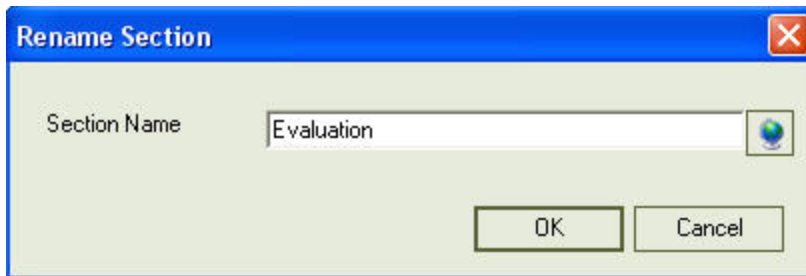 Rename Section
Section Name
Evaluation
OK
Cancel